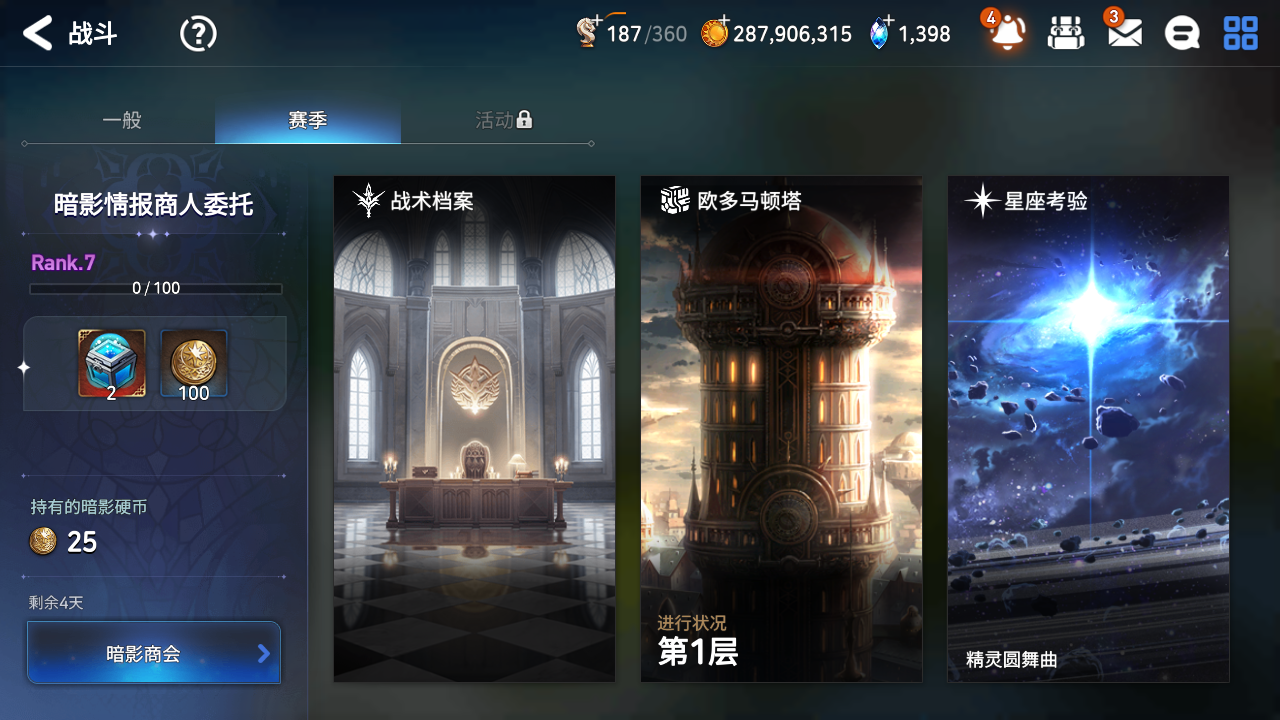 战斗
?
187/360
287,906,315
1,398
4
3
一般
赛季
活动
暗影情报商人委托
Rank.7
0 / 100
2
100
持有的暗影硬币
25
剩余4天
暗影商会
战术档案
欧多马顿塔
进行状况
第1层
星座考验
精灵圆舞曲